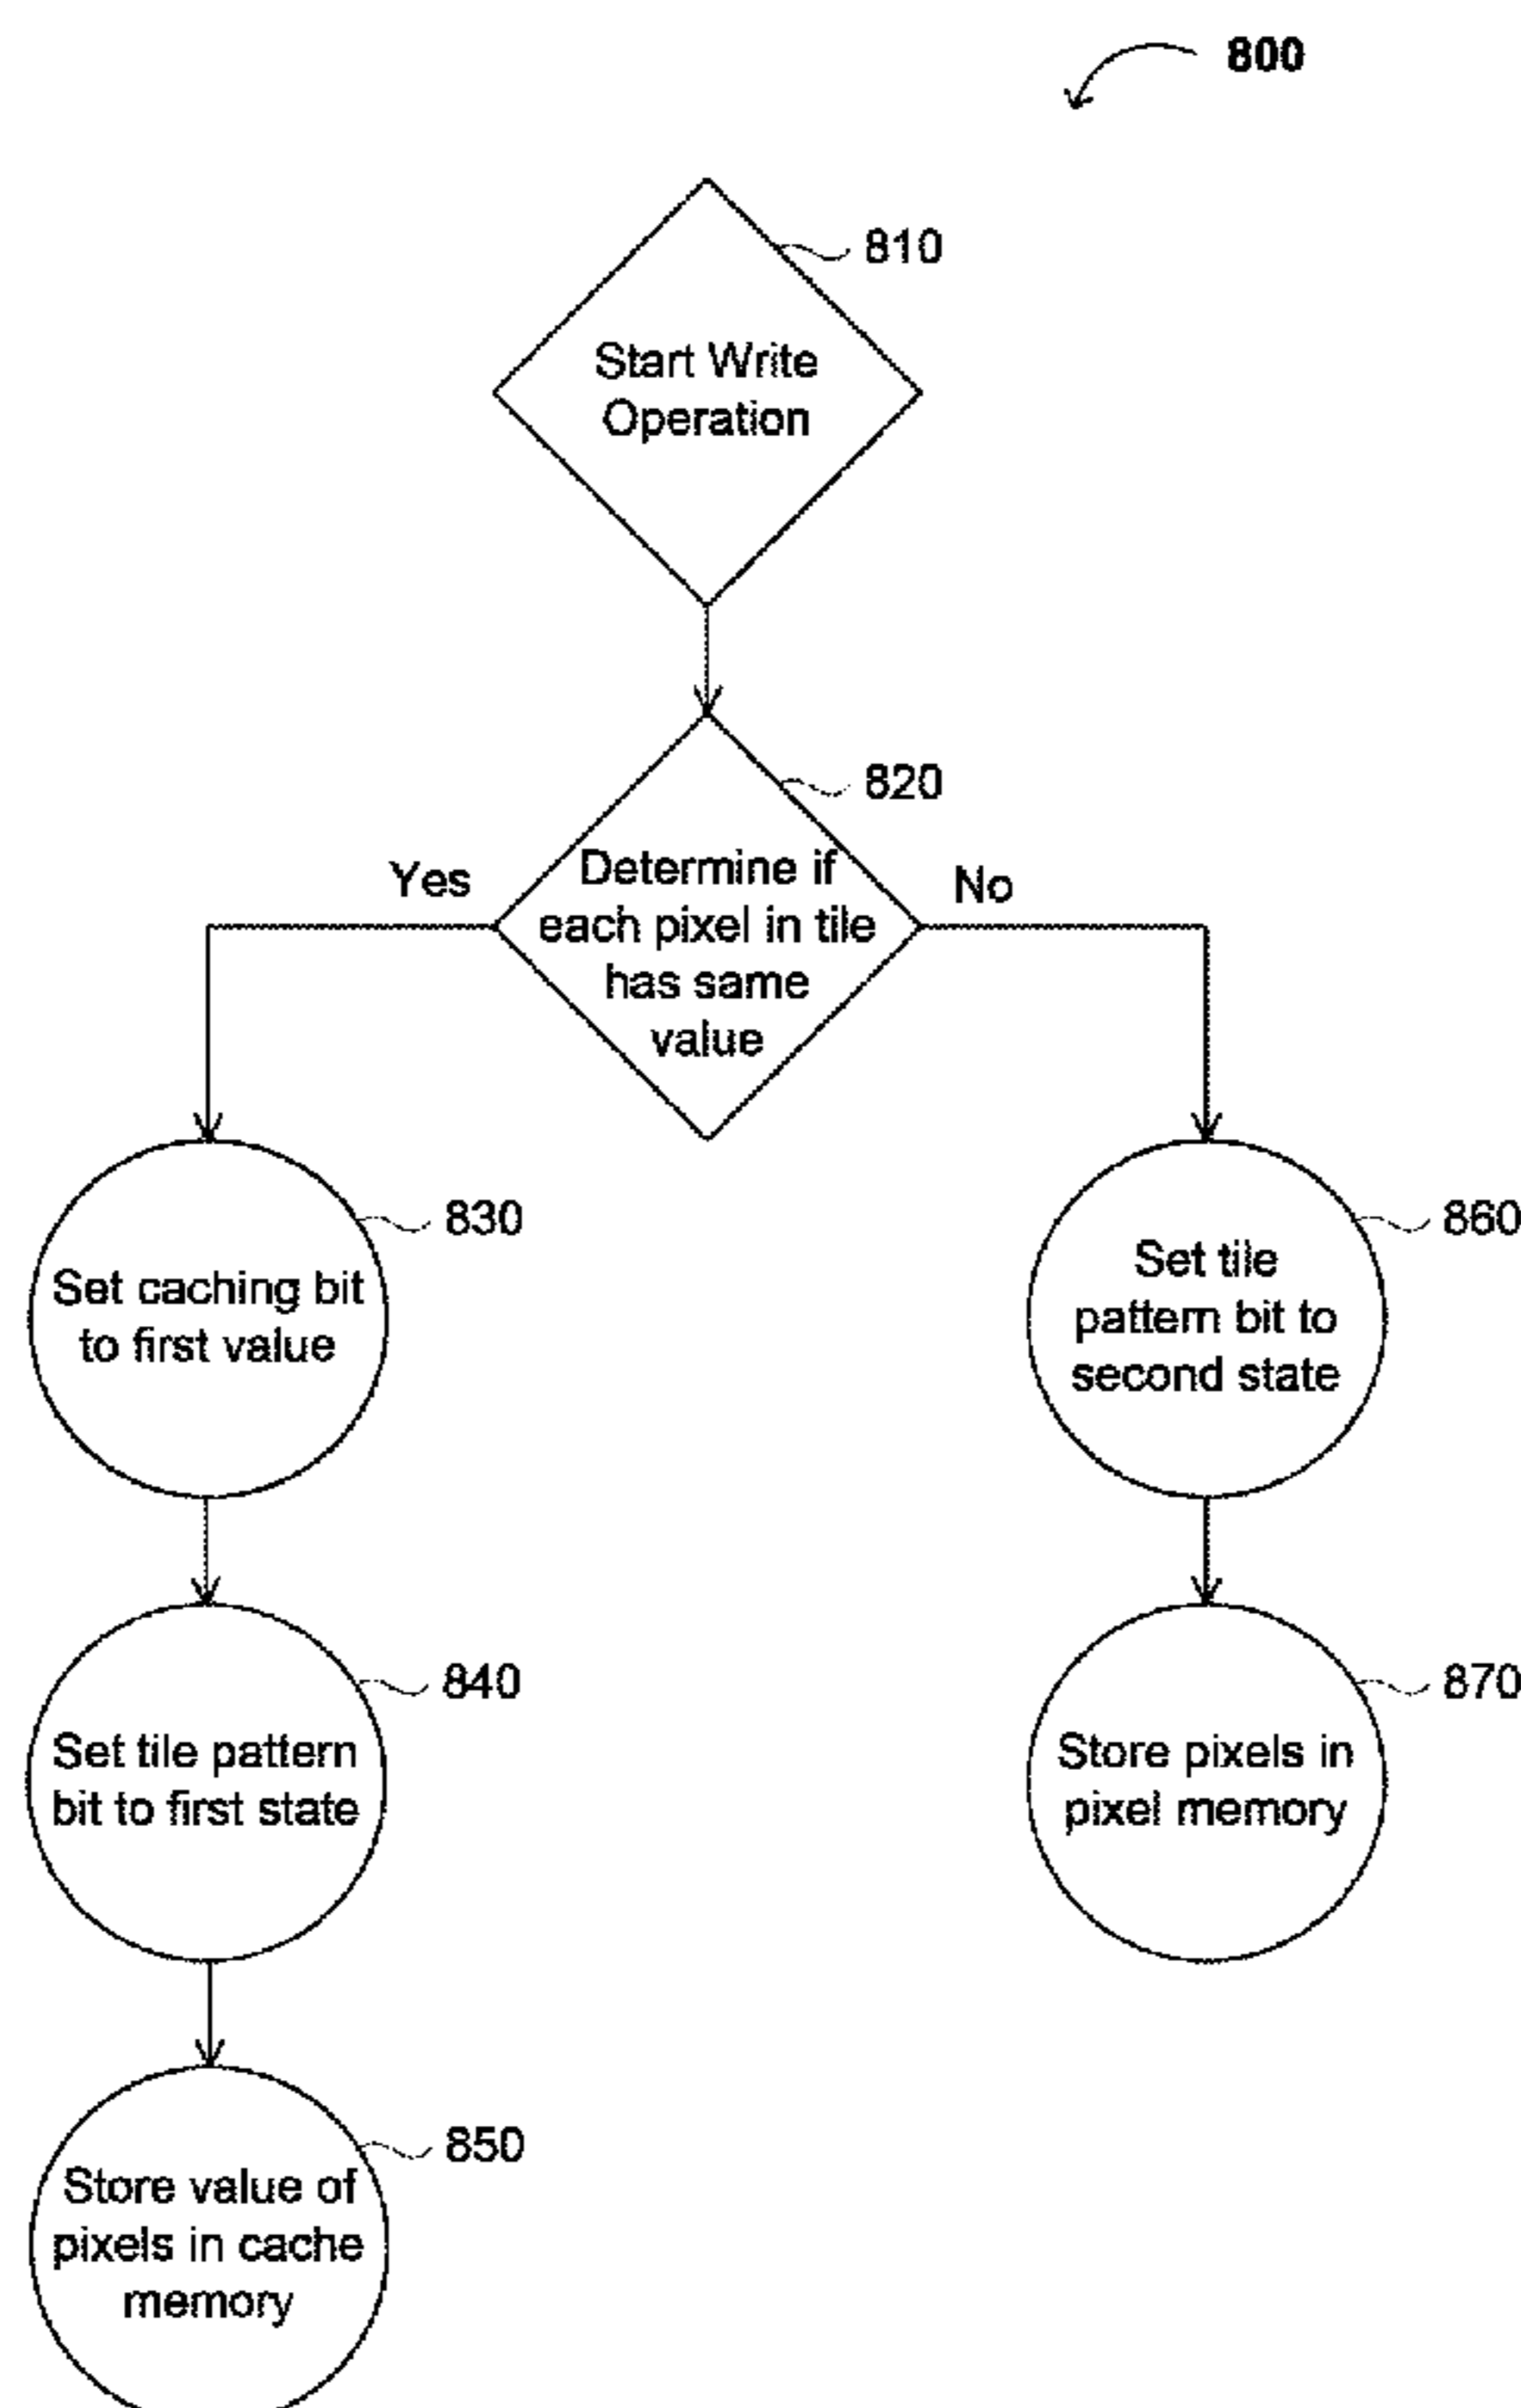 800
810
Start Write
Operation
820
Yes
Determine if
each pixel in tile
has same
value
No
830
Set caching bit
to first value
860
Set tile
pattern bit to
second state
840
Set tile pattern
bit to first state
870
Store pixels in
pixel memory
850
Store value of
pixels in cache
memory